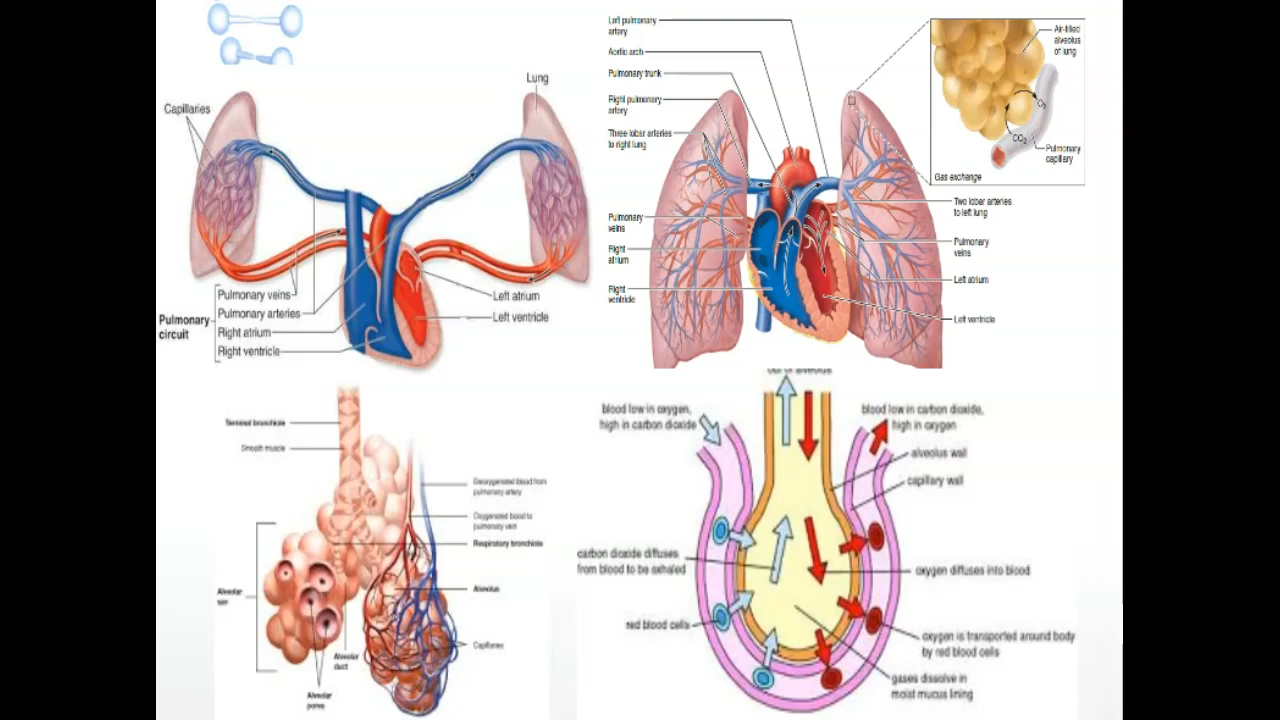 Lung
Capillaries
Pulmonary veins
Pulmonary arteries
Pulmonary
circuit
Right atrium
Right ventricle
Left atrium
Left ventricle
Left pulmonary
artery
Aortic arch
Pulmonary trunk
Right pulmonary
artery
Three lobar arteries
to right lung
Pulmonary
veins
Right
atrium
Right
ventricle
Air-filled
alveolus
of lung
O2
CO2
Pulmonary
capillary
Gas exchange
Two lobar arteries
to left lung
Pulmonary
veins
Left atrium
Left ventricle
Terminal bronchiole
Smooth muscle
Deoxygenated blood from
pulmonary artery
Oxygenated blood to
pulmonary vein
Respiratory bronchiole
Alveolus
Alveolar
Capillaries
Alveolar
duct
Alveolar
pores
out of alveolus
blood low in oxygen,
high in carbon dioxide
blood low in carbon dioxide,
high in oxygen
alveolus wall
capillary wall
carbon dioxide diffuses
from blood to be exhaled
oxygen diffuses into blood
red blood cells
oxygen is transported around body
by red blood cells
gases dissolve in
moist mucus lining